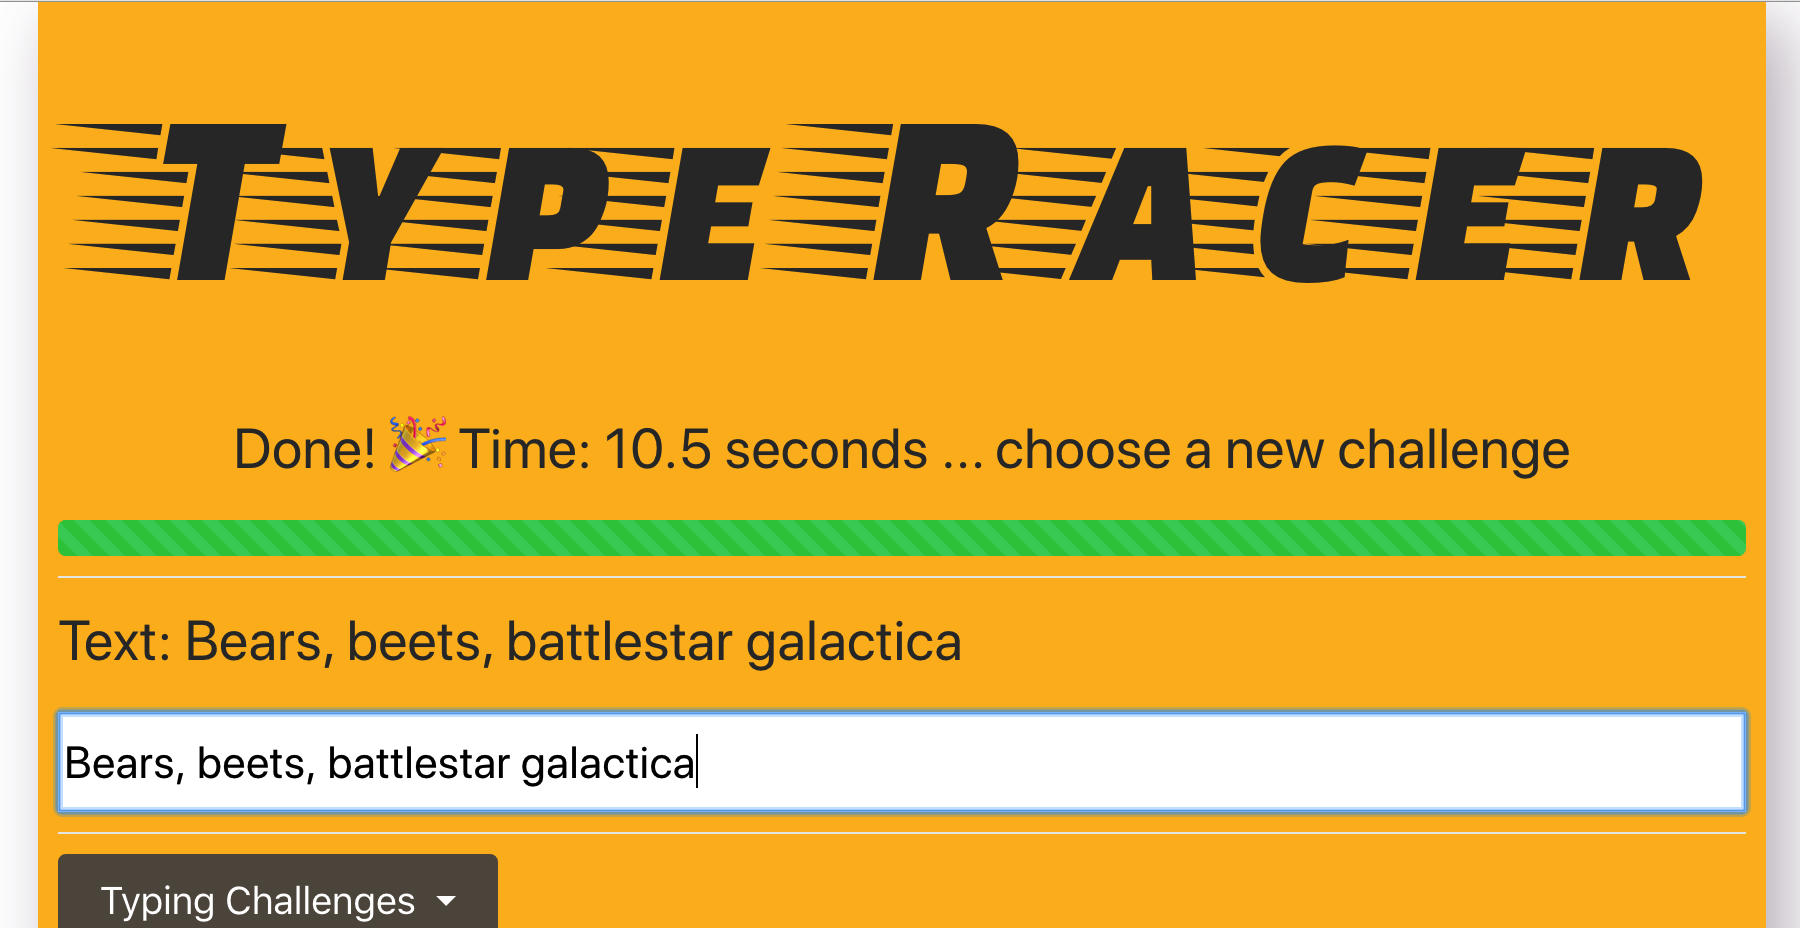 TYPERACER
Done! 🎉 Time: 10.5 seconds ... choose a new challenge
Text: Bears, beets, battlestar galactica
Bears, beets, battlestar galactica
Typing Challenges